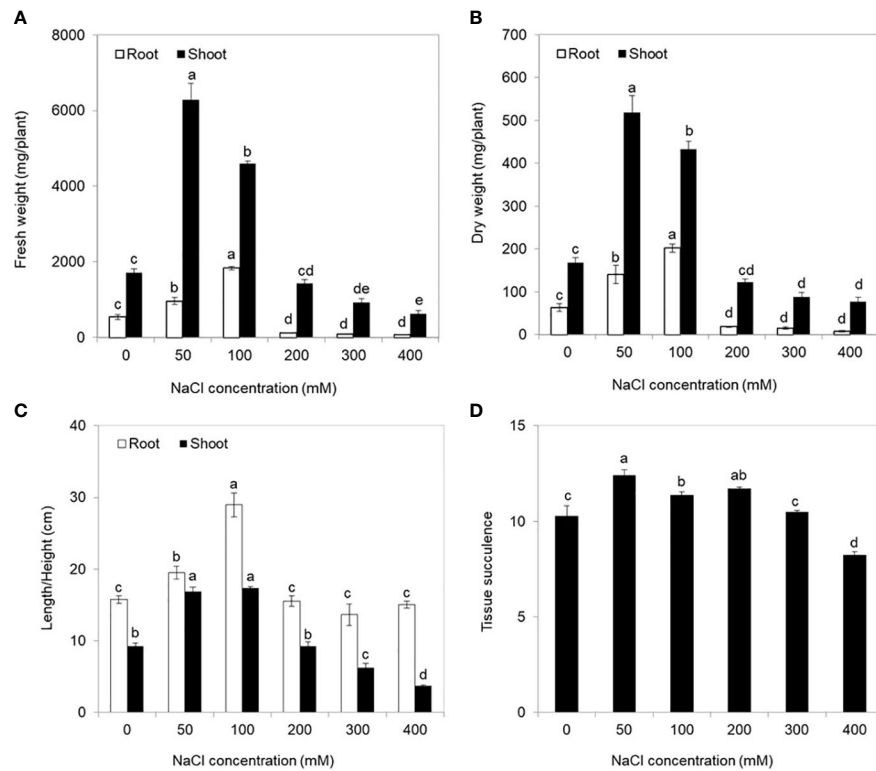 A
8000
6000
4000
2000
0
Fresh weight (mg/plant)
Root Shoot
c c b a a b d cd d de d e
0 50 100 200 300 400
NaCl concentration (mM)
B
700
600
500
400
300
200
100
0
Dry weight (mg/plant)
Root Shoot
c c b a a b d cd d d d d
0 50 100 200 300 400
NaCl concentration (mM)
C
40
30
20
10
0
Length/Height (cm)
Root Shoot
c b b a a a c b c c c d
0 50 100 200 300 400
NaCl concentration (mM)
D
15
10
5
0
Tissue succulence
c a b ab c d
0 50 100 200 300 400
NaCl concentration (mM)